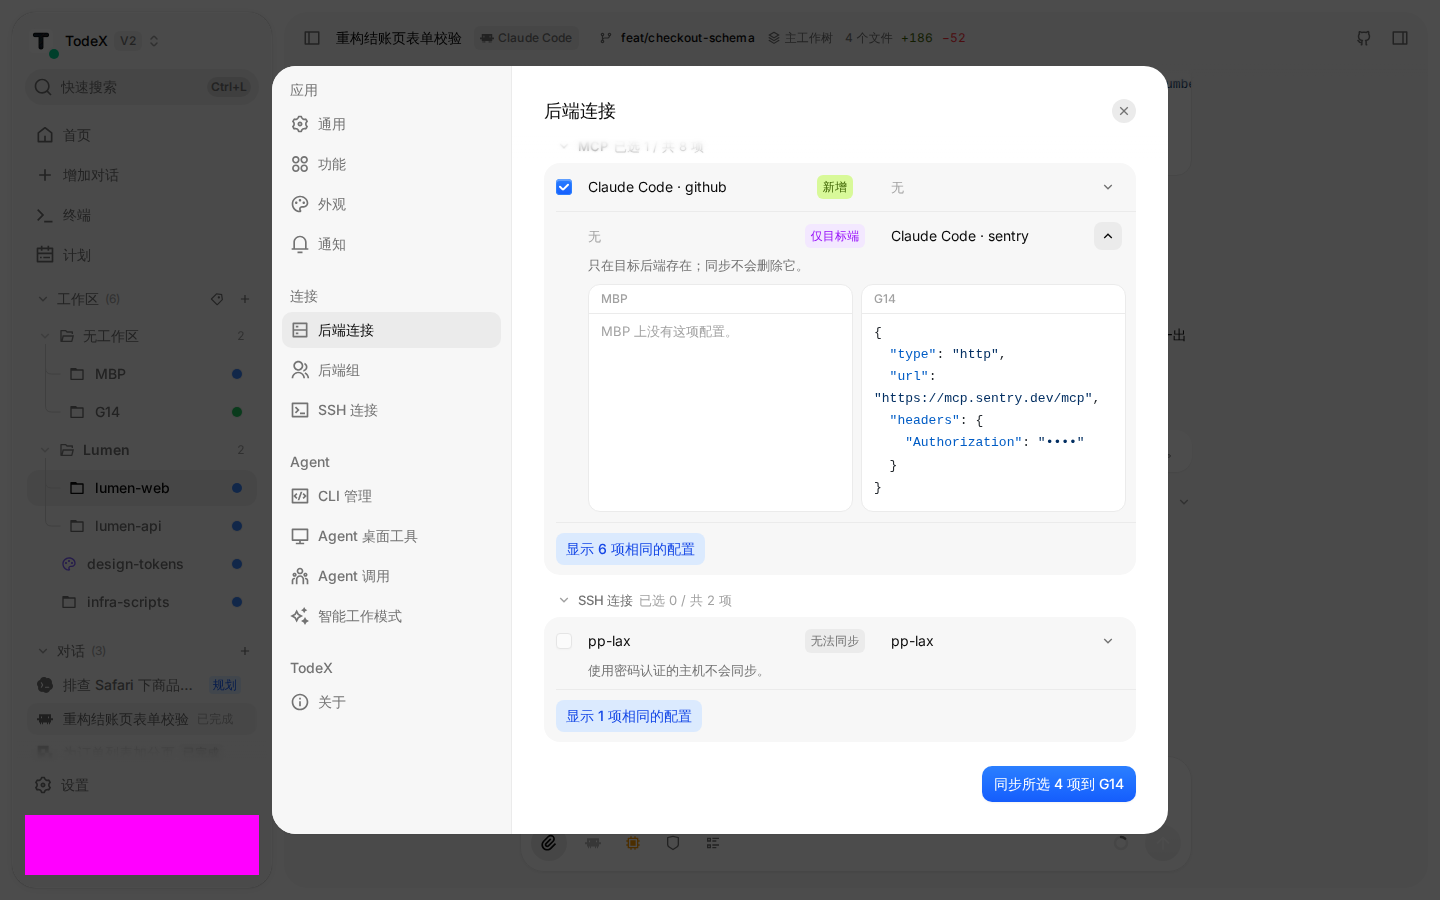 TodeX V2
快速搜索 Ctrl+L
首页
增加对话
终端
计划
工作区 (6)
无工作区 2
MBP
G14
Lumen 2
lumen-web
lumen-api
design-tokens
infra-scripts
对话 (3)
排查 Safari 下商品... 规划
重构结账页表单校验 已完成
设置
重构结账页表单校验 Claude Code feat/checkout-schema 主工作树 4 个文件 +186 −52
应用
通用
功能
外观
通知
连接
后端连接
后端组
SSH 连接
Agent
CLI 管理
Agent 桌面工具
Agent 调用
智能工作模式
TodeX
关于
后端连接
MCP 已选 1 / 共 8 项
Claude Code · github 新增 无
无 仅目标端 Claude Code · sentry
只在目标后端存在；同步不会删除它。
MBP
MBP 上没有这项配置。
G14
{
"type": "http",
"url":
"https://mcp.sentry.dev/mcp",
"headers": {
"Authorization": "••••"
}
}
显示 6 项相同的配置
SSH 连接 已选 0 / 共 2 项
pp-lax 无法同步 pp-lax
使用密码认证的主机不会同步。
显示 1 项相同的配置
同步所选 4 项到 G14